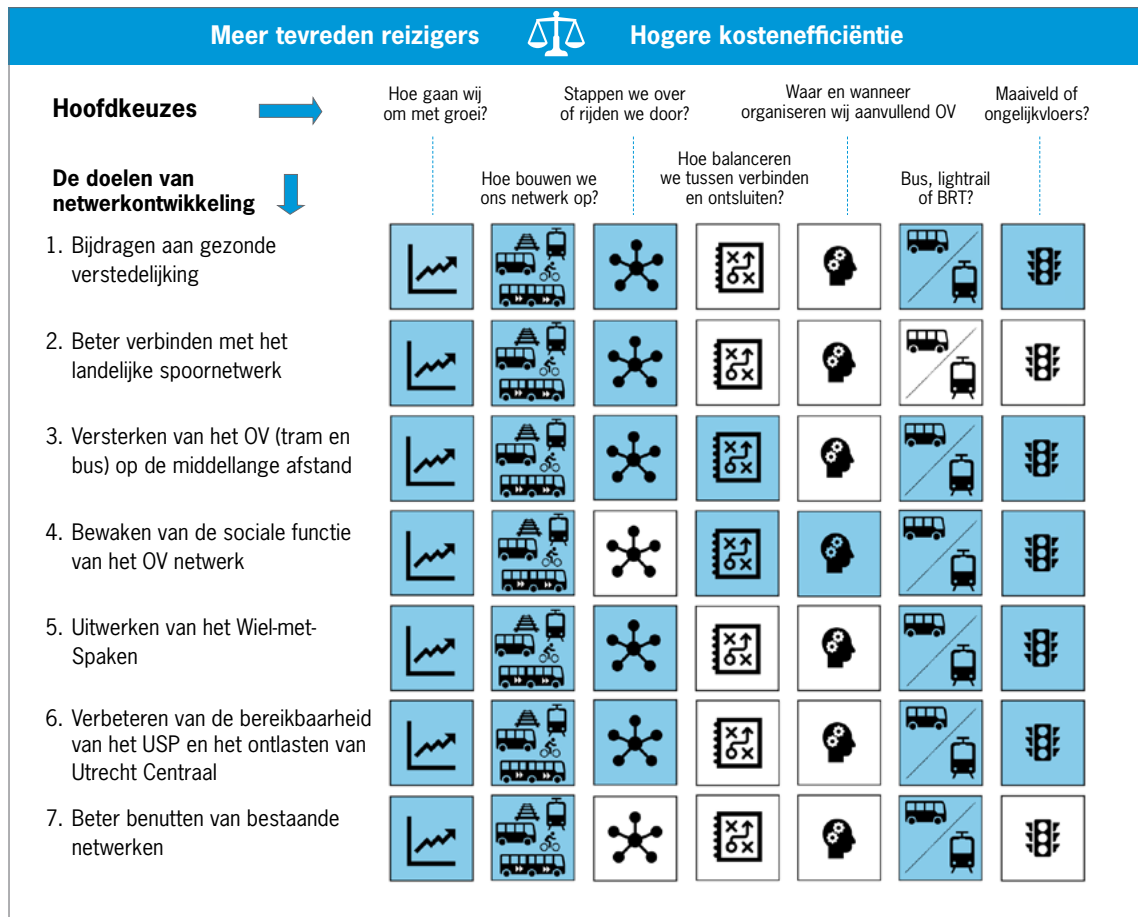 Meer tevreden reizigers
Hogere kostenefficiëntie
Hoofdkeuzes
Hoe gaan wij
om met groei?
Stappen we over
of rijden we door?
Waar en wanneer
organiseren wij aanvullend OV
Maaiveld of
ongelijkvloers?
De doelen van
netwerkontwikkeling
Hoe bouwen we
ons netwerk op?
Hoe balanceren
we tussen verbinden
en ontsluiten?
Bus, lightrail
of BRT?
1. Bijdragen aan gezonde
verstedelijking
2. Beter verbinden met het
landelijke spoornetwerk
3. Versterken van het OV (tram en
bus) op de middellange afstand
4. Bewaken van de sociale functie
van het OV netwerk
5. Uitwerken van het Wiel-met-
Spaken
6. Verbeteren van de bereikbaarheid
van het USP en het ontlasten van
Utrecht Centraal
7. Beter benutten van bestaande
netwerken